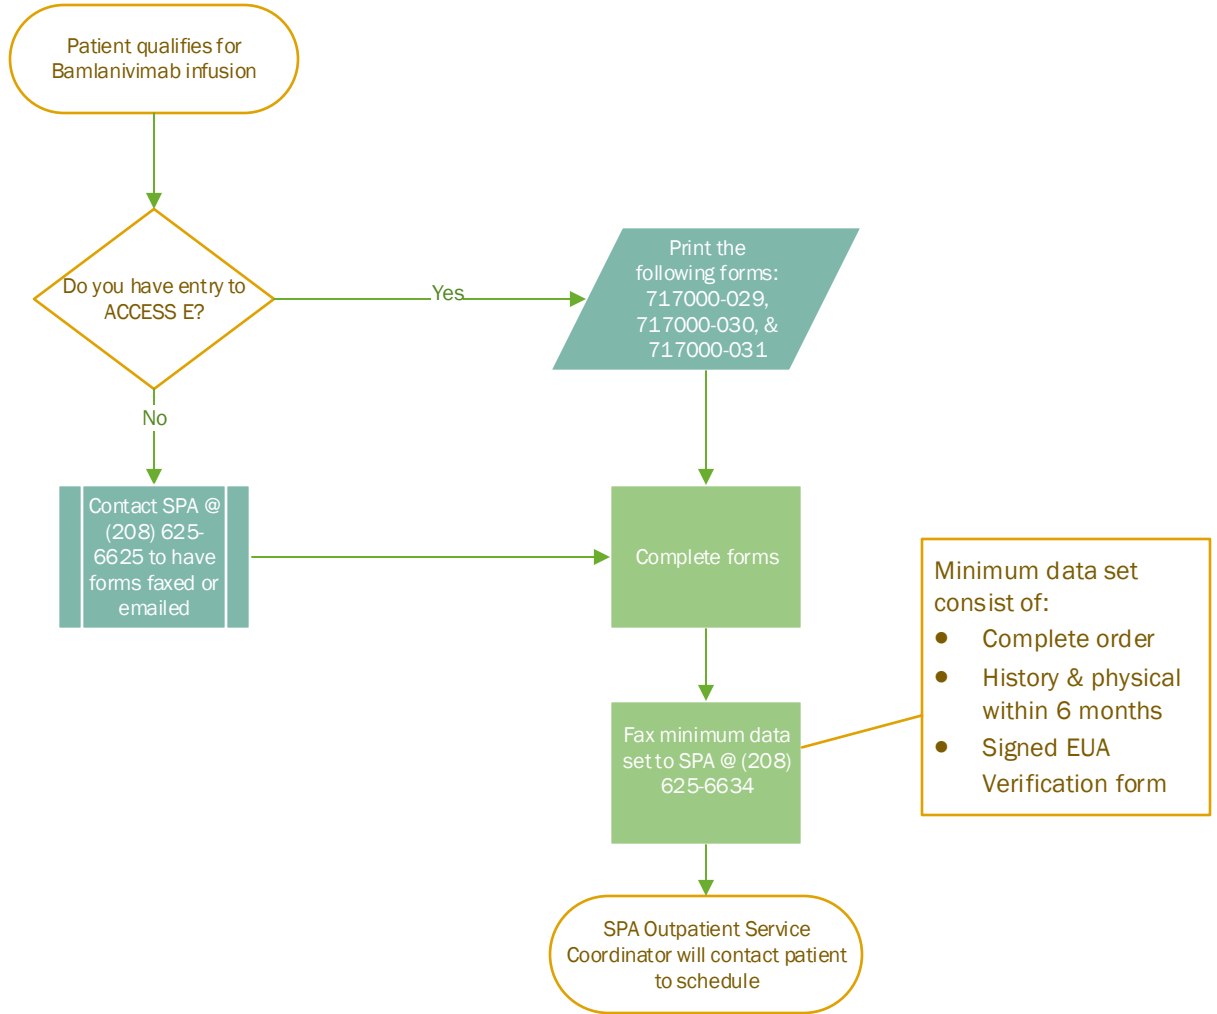 Patient qualifies for
Bamlanivimab infusion
Do you have entry to
ACCESS E?
Yes
Print the
following forms:
717000-029,
717000-030, &
717000-031
No
Contact SPA @
(208) 625-
6625 to have
forms faxed or
emailed
Complete forms
Fax minimum data
set to SPA @ (208)
625-6634
Minimum data set
consist of:
● Complete order
● History & physical
within 6 months
● Signed EUA
Verification form
SPA Outpatient Service
Coordinator will contact patient
to schedule